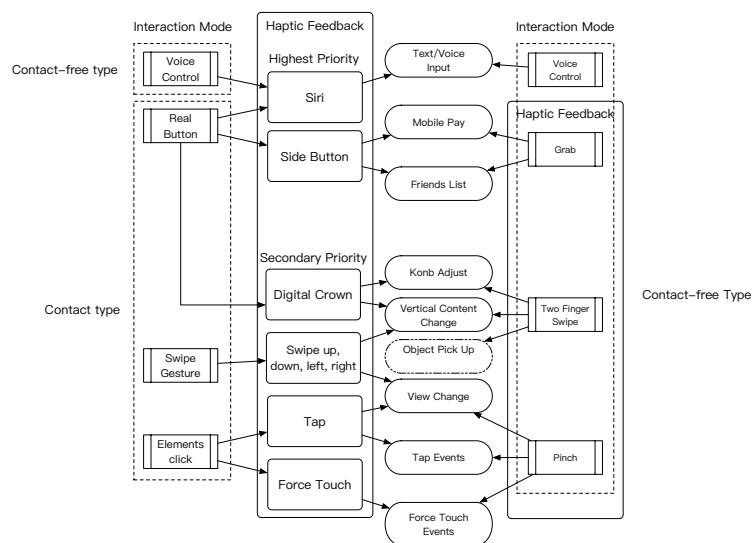 Interaction Mode
Haptic Feedback
Interaction Mode
Contact-free type
Voice
Control
Highest Priority
Siri
Text/Voice
Input
Voice
Control
Real
Button
Side Button
Mobile Pay
Friends List
Haptic Feedback
Grab
Contact type
Secondary Priority
Digital Crown
Konb Adjust
Vertical Content
Change
Two Finger
Swipe
Contact-free Type
Swipe
Gesture
Swipe up,
down, left, right
Object Pick Up
View Change
Elements
click
Tap
Tap Events
Pinch
Force Touch
Force Touch
Events